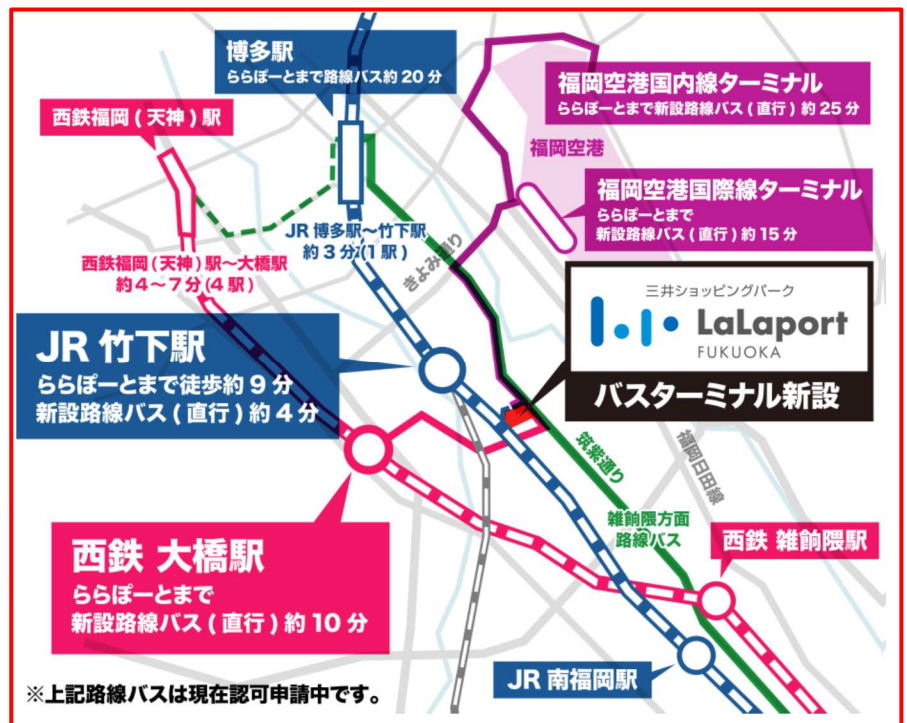 博多駅
ららぽーとまで路線バス約20分
福岡空港国内線ターミナル
ららぽーとまで新設路線バス(直行)約25分
西鉄福岡(天神)駅
福岡空港
福岡空港国際線ターミナル
ららぽーとまで
新設路線バス(直行)約15分
JR博多駅~竹下駅
約3分(1駅)
きよみ通り
西鉄福岡(天神)駅~大橋駅
約4~7分(4駅)
三井ショッピングパーク
LaLaport
FUKUOKA
バスターミナル新設
JR 竹下駅
ららぽーとまで徒歩約9分
新設路線バス(直行)約4分
筑紫通り
福岡日田線
雑餉隈方面
路線バス
西鉄 雑餉隈駅
西鉄 大橋駅
ららぽーとまで
新設路線バス(直行)約10分
JR 南福岡駅
※上記路線バスは現在認可申請中です。